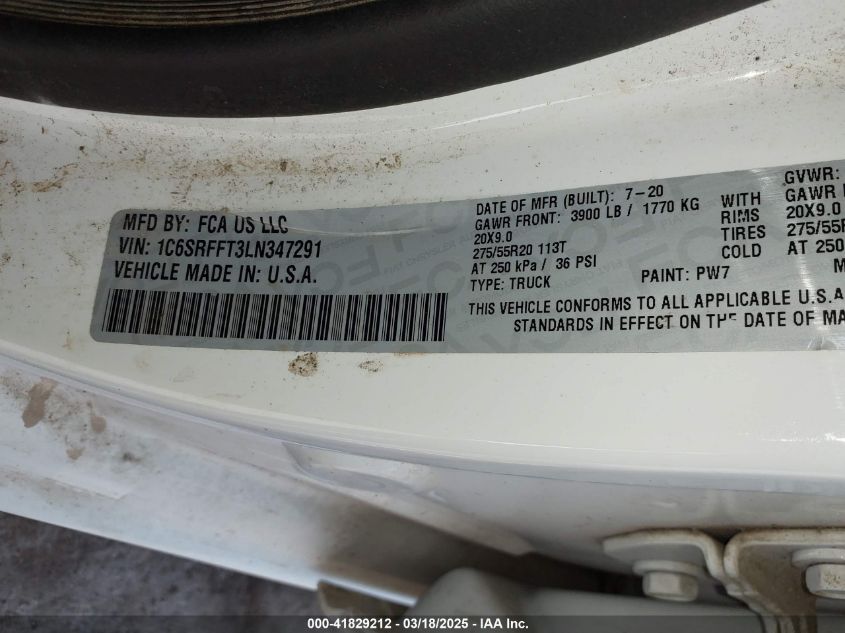 MFD BY: FCA US LLC
VIN: 1C6SRFFT3LN347291
VEHICLE MADE IN: U.S.A.
DATE OF MFR (BUILT): 7-20
GAWR FRONT: 3900 LB / 1770 KG
20X9.0
275/55R20 113T
AT 250 kPa / 36 PSI
TYPE: TRUCK
PAINT: PW7
WITH
RIMS
TIRES
COLD
GVWR:
GAWR
20X9.0
275/55R
AT 250
M
THIS VEHICLE CONFORMS TO ALL APPLICABLE U.S.A
STANDARDS IN EFFECT ON THE DATE OF MA
000-41829212 - 03/18/2025 - IAA Inc.